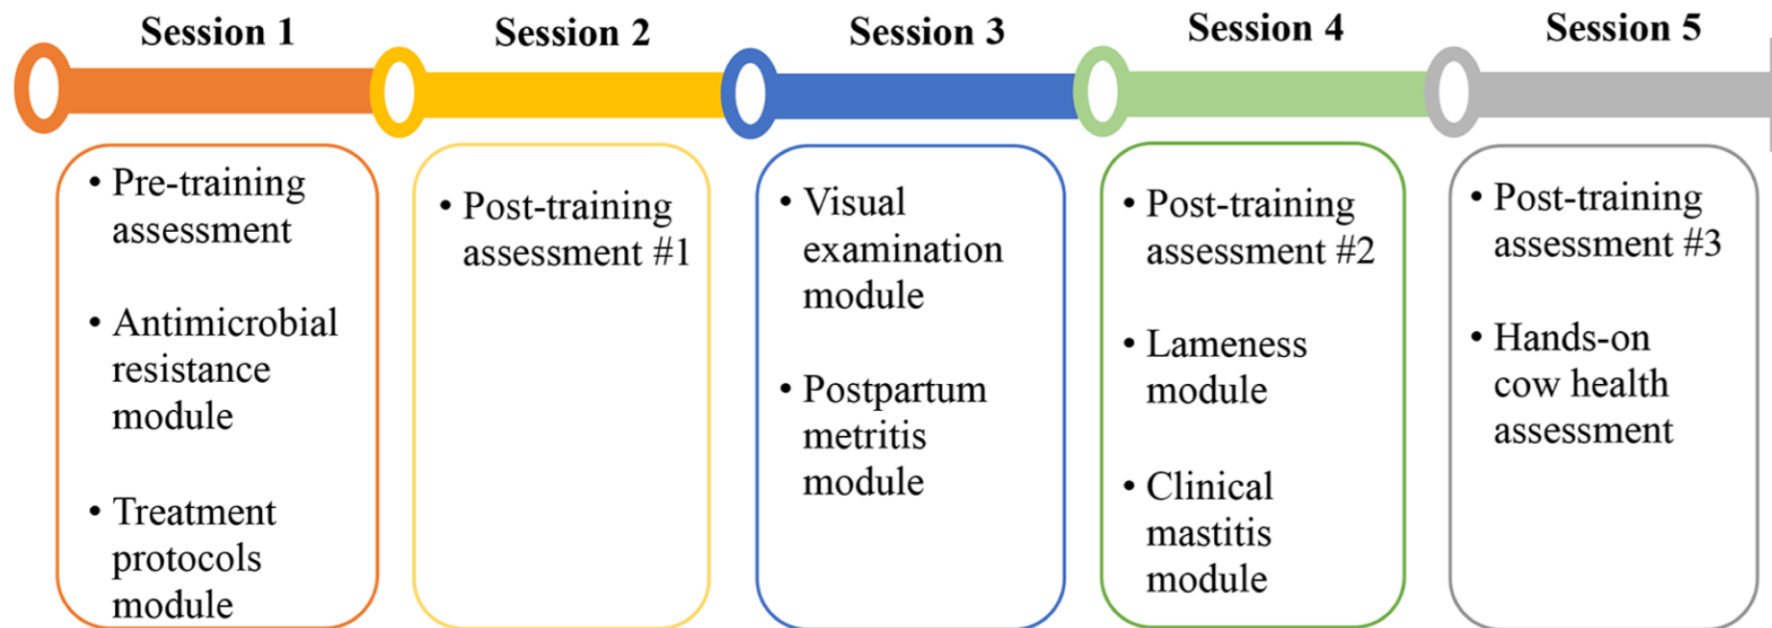 Session 1
• Pre-training
assessment
• Antimicrobial
resistance
module
• Treatment
protocols
module
Session 2
• Post-training
assessment #1
Session 3
• Visual
examination
module
• Postpartum
metritis
module
Session 4
• Post-training
assessment #2
• Lameness
module
• Clinical
mastitis
module
Session 5
• Post-training
assessment #3
• Hands-on
cow health
assessment